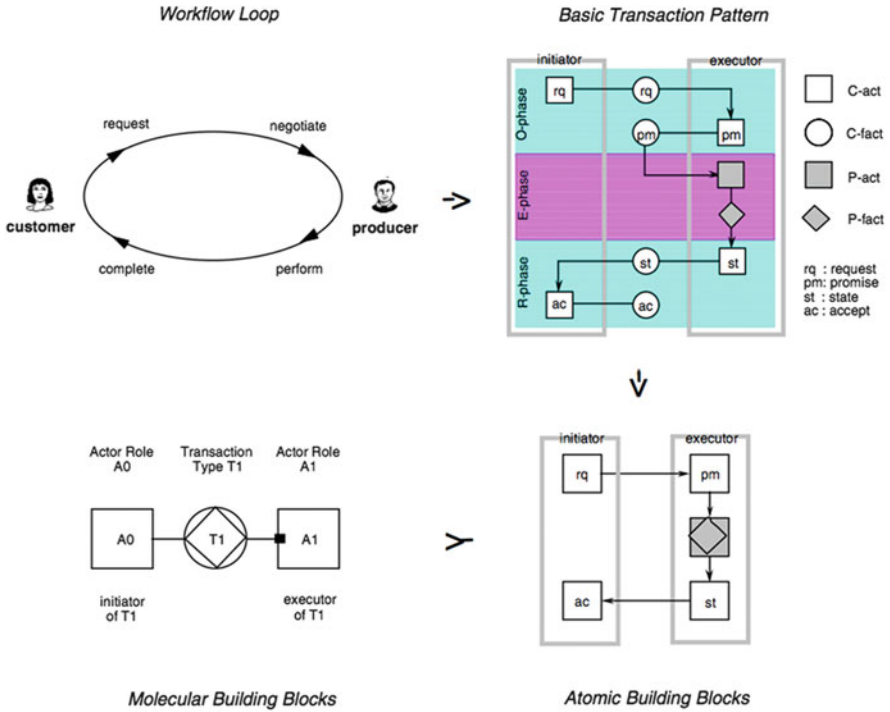 Workflow Loop
request
negotiate
customer
producer
complete
perform
Basic Transaction Pattern
initiator
executor
O-phase
rq
rq
pm
pm
E-phase
R-phase
st
st
ac
ac
C-act
C-fact
P-act
P-fact
rq : request
pm: promise
st : state
ac : accept
Actor Role
A0
Transaction
Type T1
Actor Role
A1
A0
T1
A1
initiator
of T1
executor
of T1
Molecular Building Blocks
initiator
executor
rq
pm
ac
st
Atomic Building Blocks